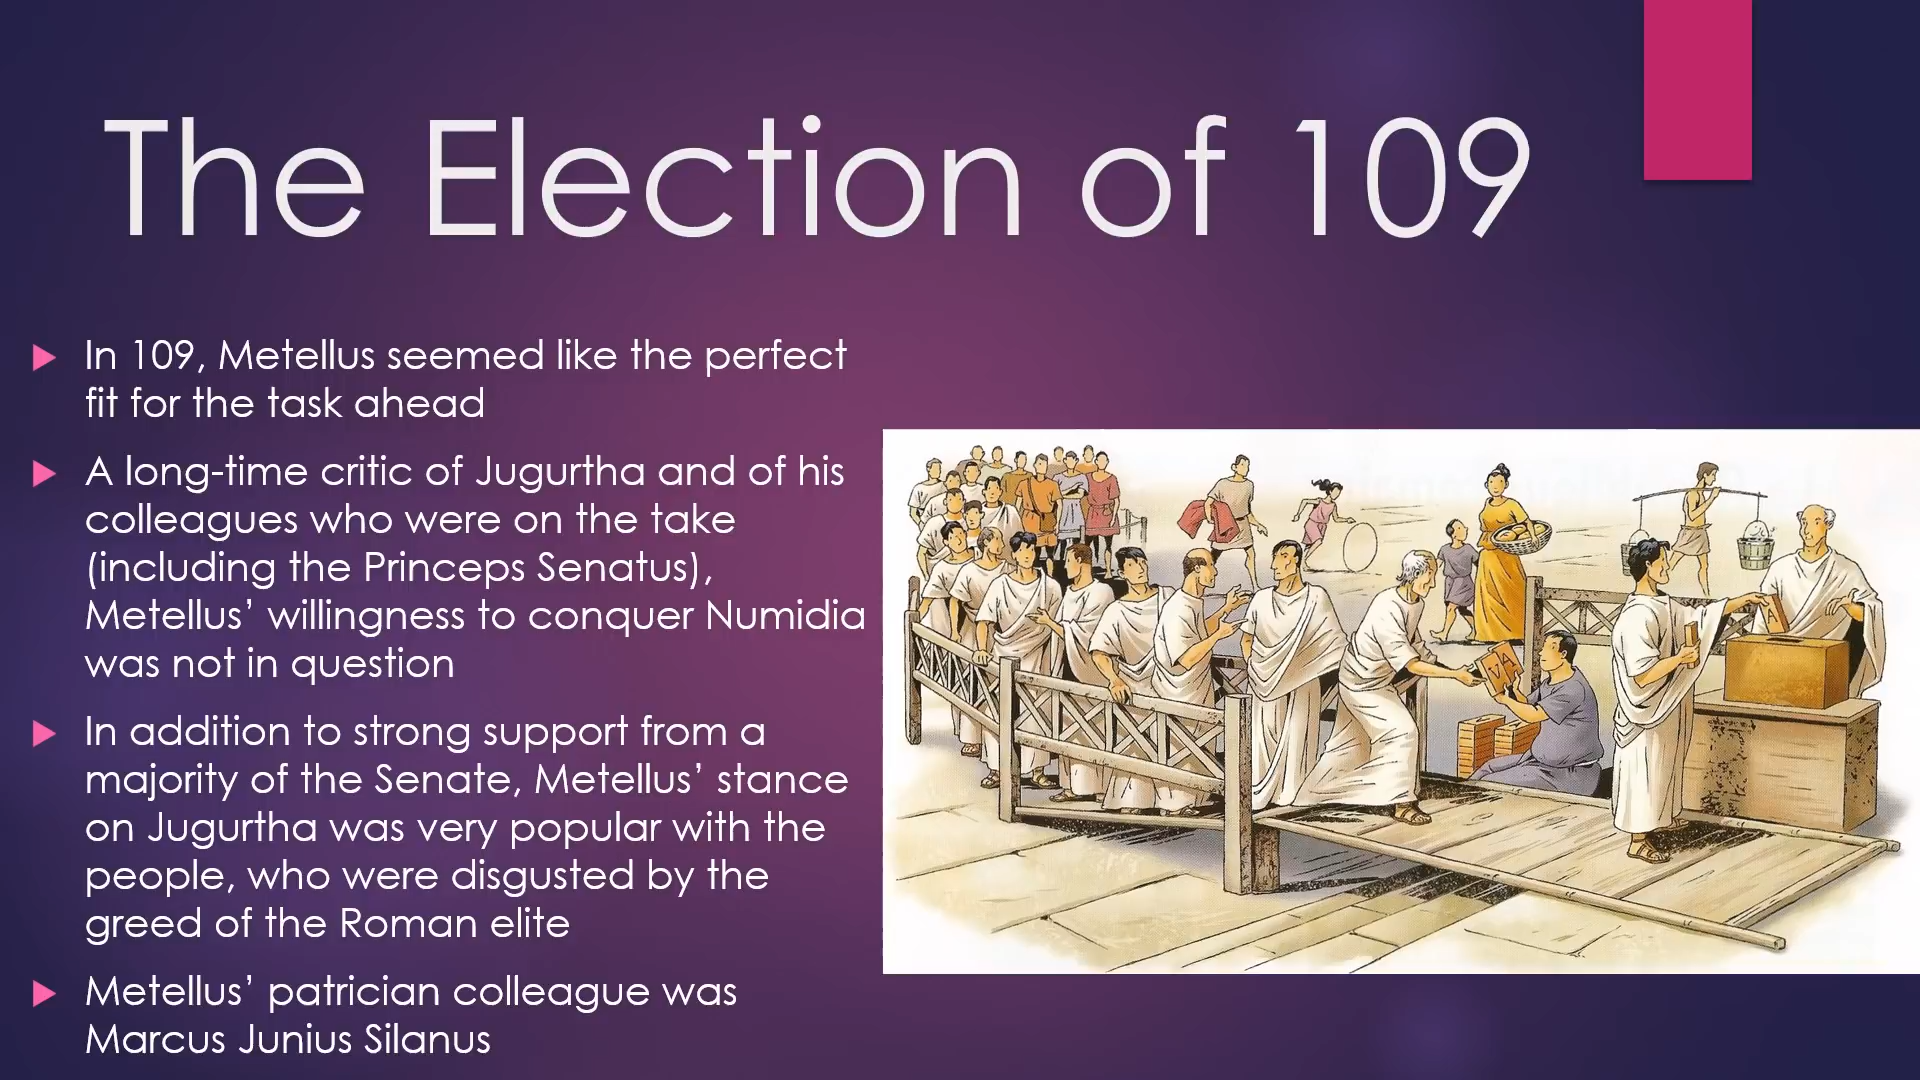 The Election of 109
In 109, Metellus seemed like the perfect
fit for the task ahead
A long-time critic of Jugurtha and of his
colleagues who were on the take
(including the Princeps Senatus),
Metellus’ willingness to conquer Numidia
was not in question
In addition to strong support from a
majority of the Senate, Metellus’ stance
on Jugurtha was very popular with the
people, who were disgusted by the
greed of the Roman elite
Metellus’ patrician colleague was
Marcus Junius Silanus